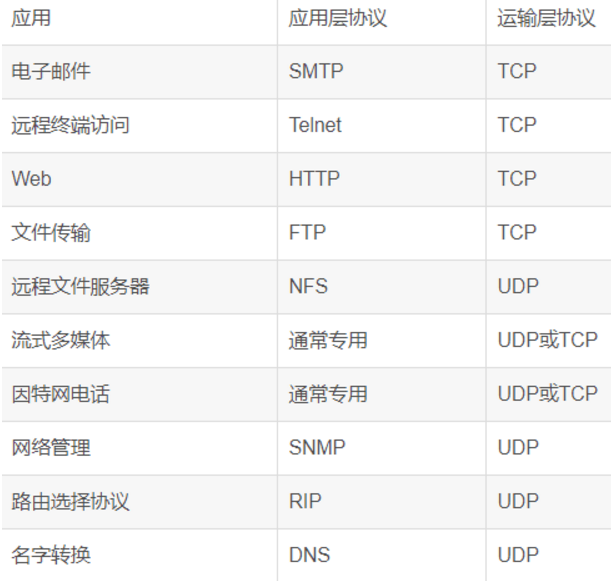 应用 应用层协议 运输层协议
电子邮件 SMTP TCP
远程终端访问 Telnet TCP
Web HTTP TCP
文件传输 FTP TCP
远程文件服务器 NFS UDP
流式多媒体 通常专用 UDP或TCP
因特网电话 通常专用 UDP或TCP
网络管理 SNMP UDP
路由选择协议 RIP UDP
名字转换 DNS UDP